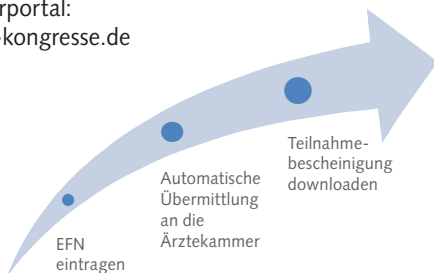 rportal:
-kongresse.de
Teilnahme-
bescheinigung
downloaden
Automatische
Übermittlung
an die
Ärztekammer
EFN
eintragen